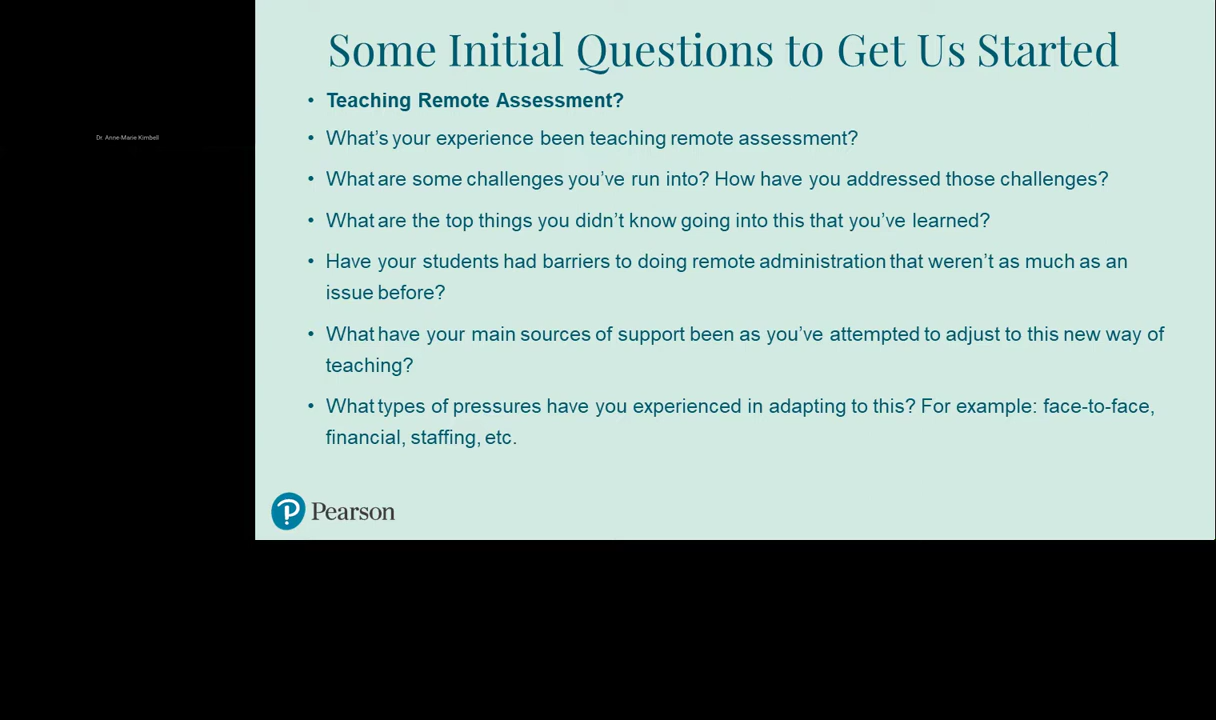 Some Initial Questions to Get Us Started
• Teaching Remote Assessment?
• What's your experience been teaching remote assessment?
• What are some challenges you've run into? How have you addressed those challenges?
• What are the top things you didn't know going into this that you've learned?
• Have your students had barriers to doing remote administration that weren't as much as an
issue before?
• What have your main sources of support been as you've attempted to adjust to this new way of
teaching?
• What types of pressures have you experienced in adapting to this? For example: face-to-face,
financial, staffing, etc.
Pearson
Dr. Anne-Marie Kimbell